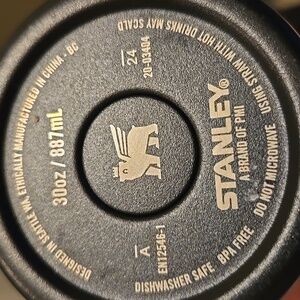 DESIGNED IN SEATTLE WA, ETHICALLY MANUFACTURED IN CHINA - BC
30oz / 887mL
24
20-03404
A
EN12546-1
STANLEY®
A BRAND OF PMI
DISHWASHER SAFE BPA FREE DO NOT MICROWAVE USING STRAW WITH HOT DRINKS MAY SCALD